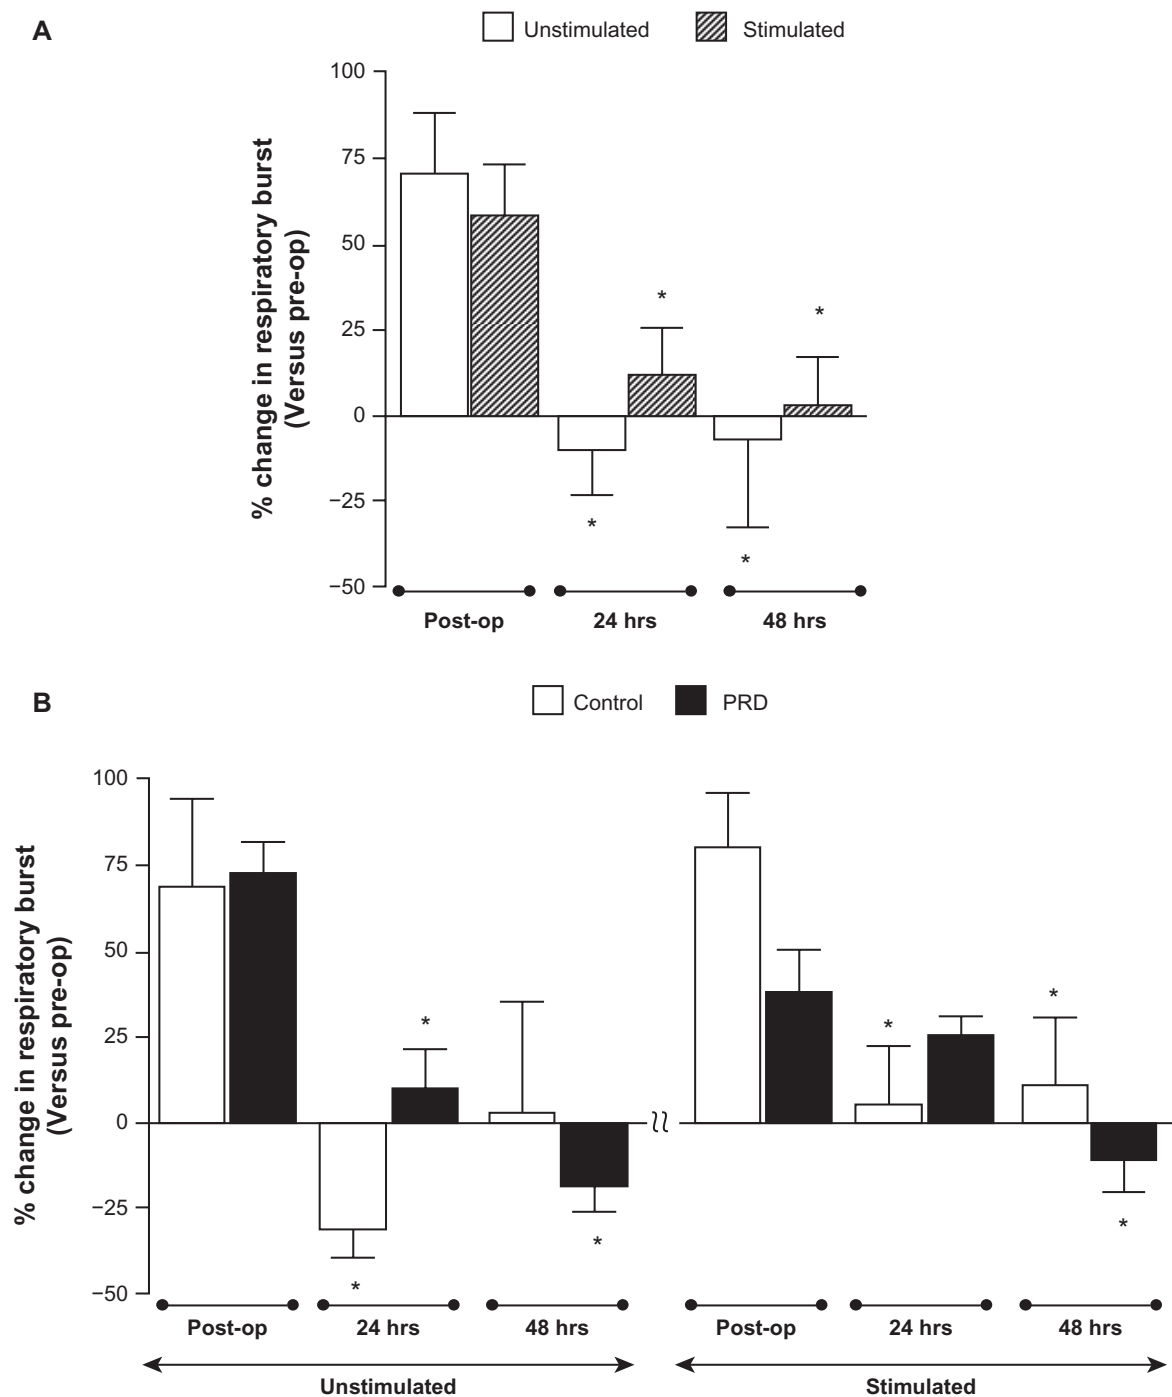 A
Unstimulated Stimulated
% change in respiratory burst
(Versus pre-op)
100
75
50
25
0
−25
−50
* *
* *
Post-op 24 hrs 48 hrs
B
Control PRD
% change in respiratory burst
(Versus pre-op)
100
75
50
25
0
−25
−50
* * * *
* * *
Post-op 24 hrs 48 hrs Post-op 24 hrs 48 hrs
Unstimulated Stimulated